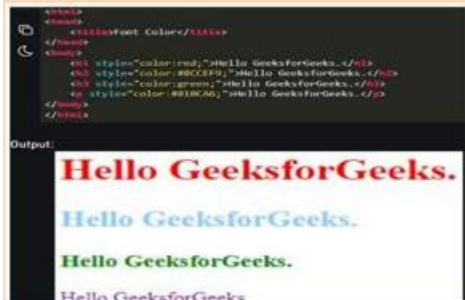 <html>
<head>
<title>Font Color</title>
</head>
<body>
<h1 style="color:red;">Hello GeeksforGeeks.</h1>
<h2 style="color:#8CCEF9;">Hello GeeksforGeeks.</h2>
<h3 style="color:green;">Hello GeeksforGeeks.</h3>
<p style="color: Hello GeeksforGeeks.</p>
</body>
</html>
Output:
Hello GeeksforGeeks.
Hello GeeksforGeeks.
Hello GeeksforGeeks.
Hello GeeksforGeeks